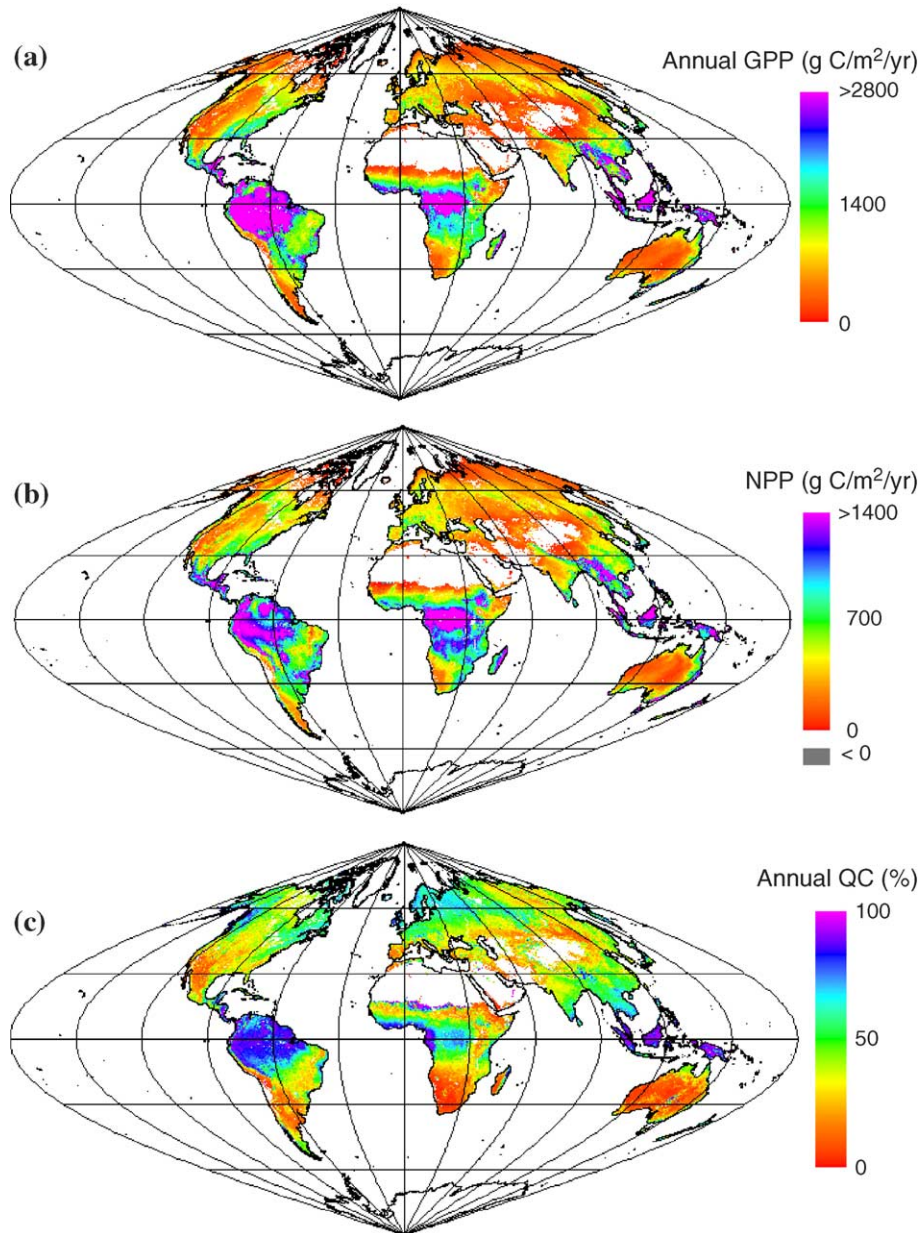 (a)
Annual GPP (g C/m²/yr)
>2800
1400
0
(b)
NPP (g C/m²/yr)
>1400
700
0
< 0
(c)
Annual QC (%)
100
50
0